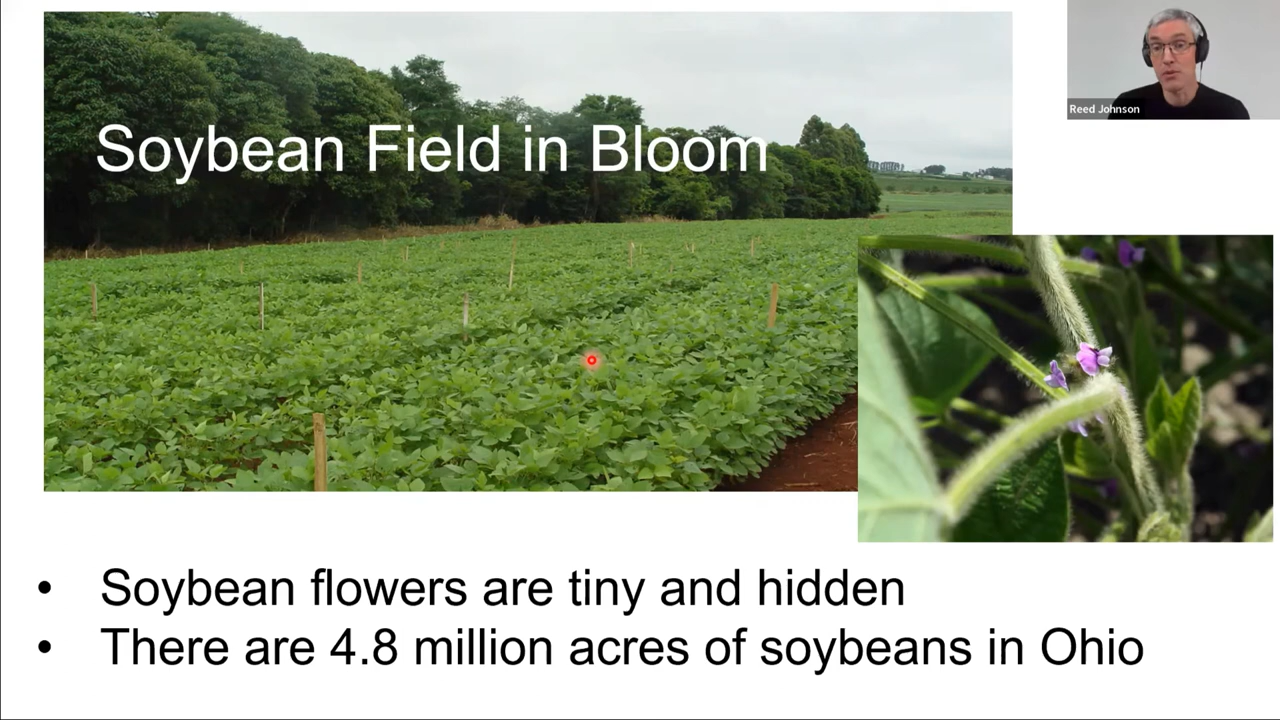 Soybean Field in Bloom
Reed Johnson
• Soybean flowers are tiny and hidden
• There are 4.8 million acres of soybeans in Ohio